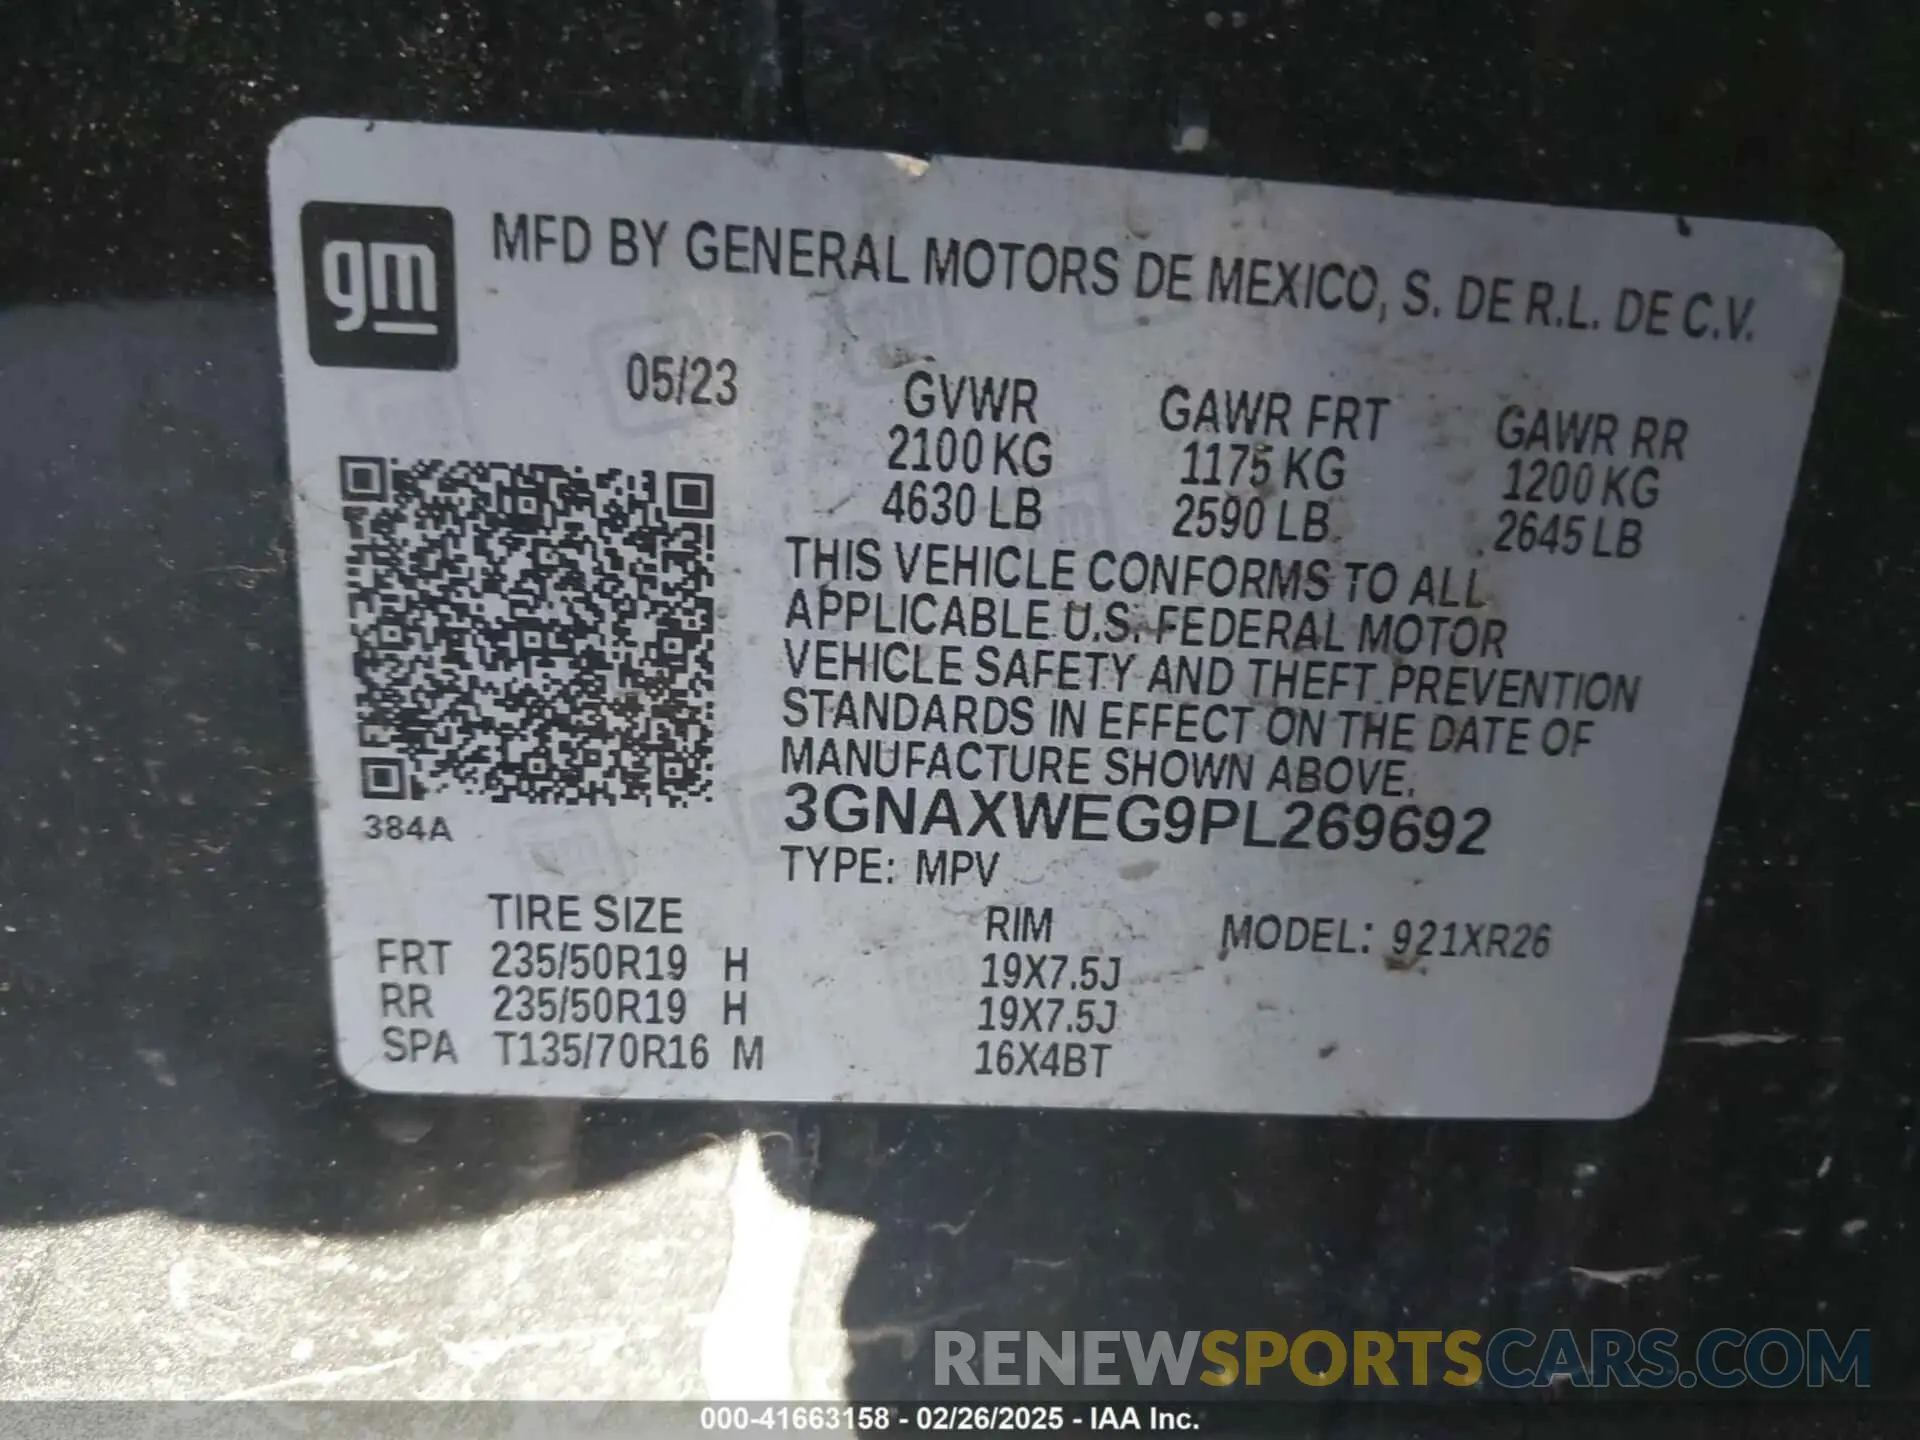 gm
MFD BY GENERAL MOTORS DE MEXICO, S. DE R.L. DE C.V.
05/23
GVWR GAWR FRT GAWR RR
2100 KG 1175 KG 1200 KG
4630 LB 2590 LB 2645 LB
THIS VEHICLE CONFORMS TO ALL
APPLICABLE U.S. FEDERAL MOTOR
VEHICLE SAFETY AND THEFT PREVENTION
STANDARDS IN EFFECT ON THE DATE OF
MANUFACTURE SHOWN ABOVE.
3GNAXWEG9PL269692
384A
TYPE: MPV
TIRE SIZE RIM MODEL: 921XR26
FRT 235/50R19 H 19X7.5J
RR 235/50R19 H 19X7.5J
SPA T135/70R16 M 16X4BT
RENEWSPORTSCARS.COM
000-41663158 - 02/26/2025 - IAA Inc.